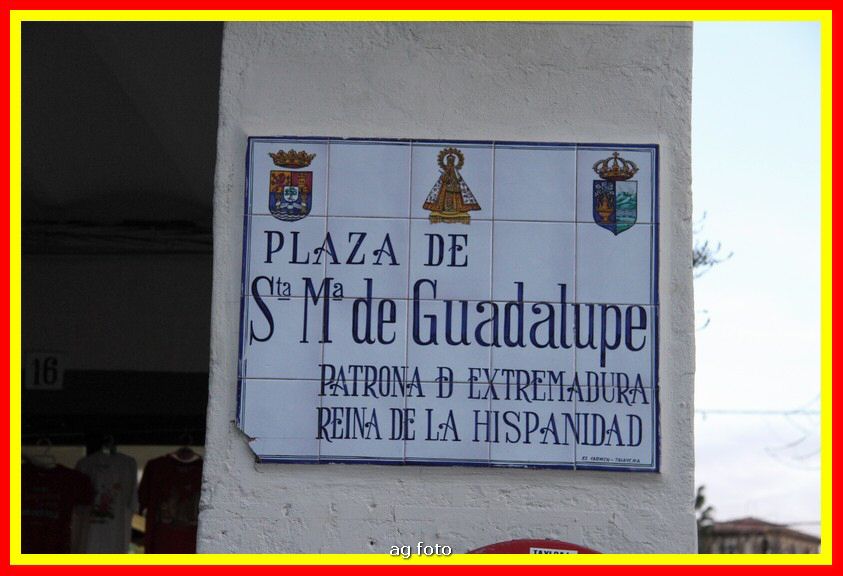 PLAZA DE
Sta Ma de Guadalupe
PATRONA D EXTREMADURA
REINA DE LA HISPANIDAD
16
ag foto